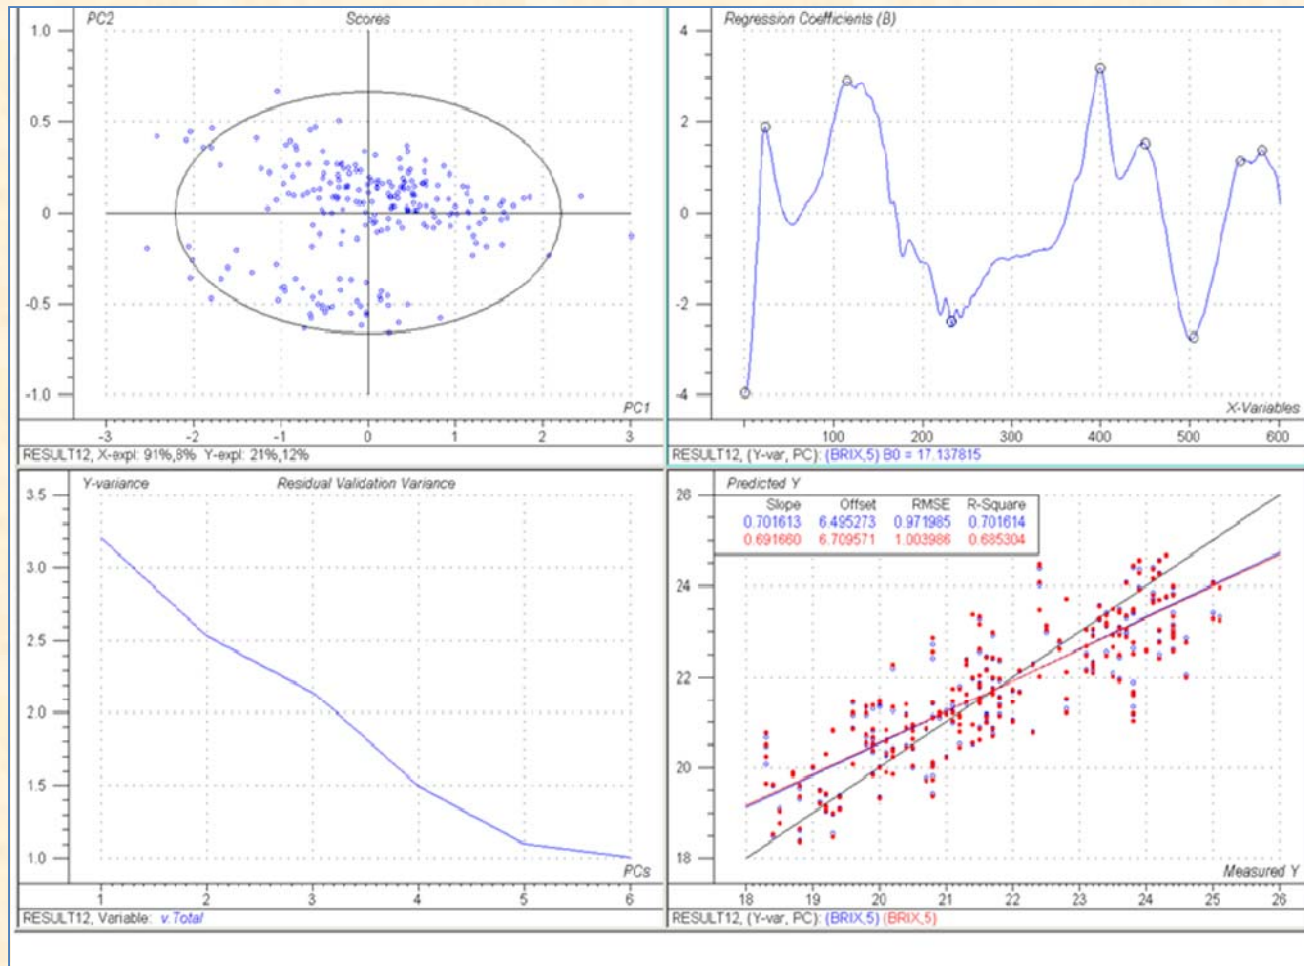 PC2 Scores
1.0
0.5
0
-0.5
-1.0
PC1
-3 -2 -1 0 1 2 3
RESULT12, X-expl: 91%,8% Y-expl: 21%,12%
Regression Coefficients (B)
4
2
0
-2
-4
X-Variables
100 200 300 400 500 600
RESULT12, (Y-var, PC): (BRIX,5) B0 = 17.137815
Y-variance Residual Validation Variance
3.5
3.0
2.5
2.0
1.5
1.0
PCs
1 2 3 4 5 6
RESULT12, Variable: v.Total
Predicted Y
26
Slope Offset RMSE R-Square
0.701613 6.495273 0.971985 0.701614
0.691660 6.709571 1.003986 0.685304
24
22
20
18
Measured Y
18 19 20 21 22 23 24 25 26
RESULT12, (Y-var, PC): (BRIX,5) (BRIX,5)